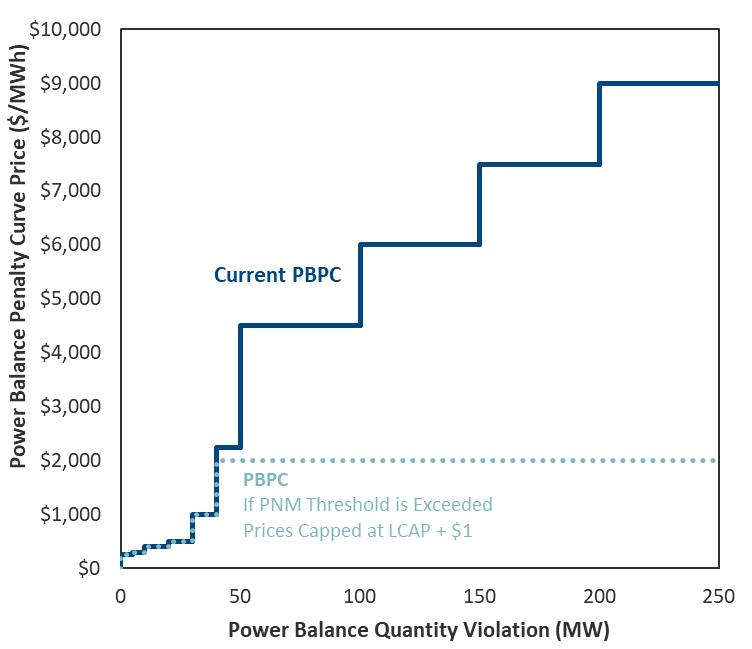 Power Balance Penalty Curve Price ($/MWh)
$10,000
$9,000
$8,000
$7,000
$6,000
$5,000
$4,000
$3,000
$2,000
$1,000
$0
Current PBPC
PBPC
If PNM Threshold is Exceeded
Prices Capped at LCAP + $1
0 50 100 150 200 250
Power Balance Quantity Violation (MW)